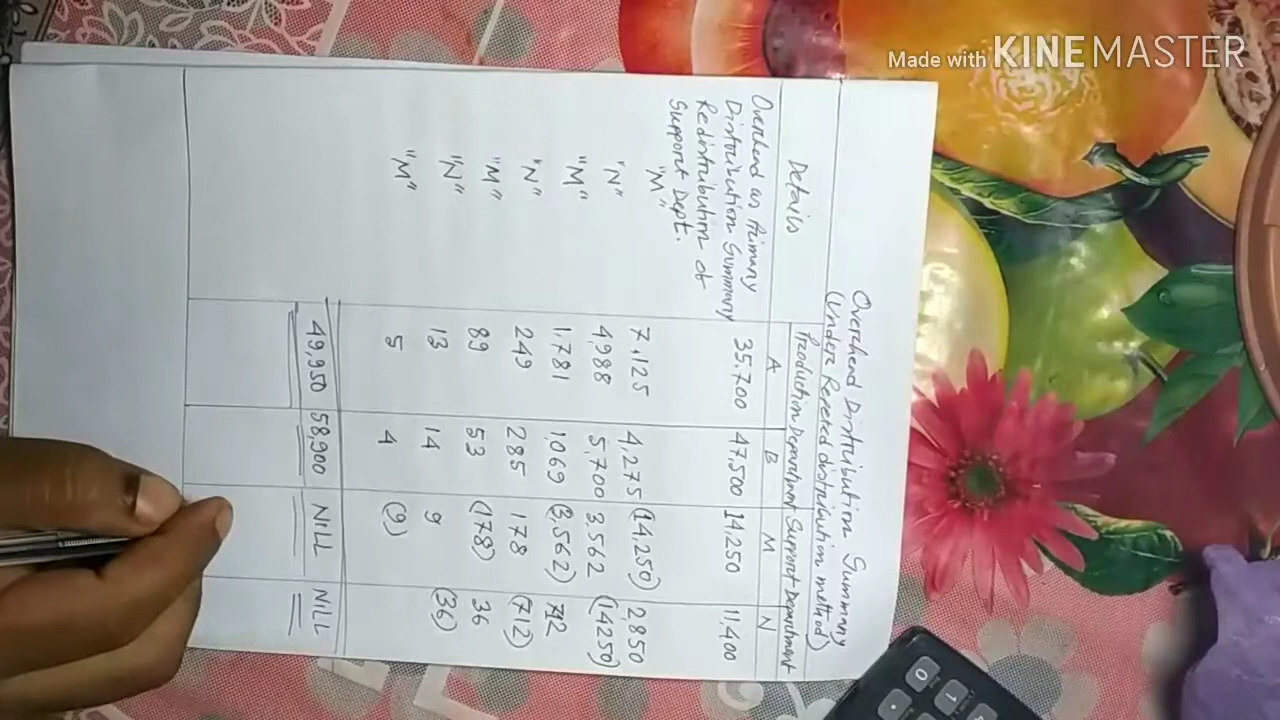 Made with KINEMASTER
Overhead Distribution Summary
(Under Repeted distribution method)
Details Production Department Support Department
A B M N
Overhead as Primary
Distribution Summary 35.700 47,500 14,250 11,400
Redistribution of
Support Dept.
"M" 7,125 4,275 (14,250) 2,850
"N" 4,988 5,700 3,562 (14250)
"M" 1,781 1,069 (3,562) 712
"N" 249 285 178 (712)
"M" 89 53 (178) 36
"N" 13 14 9 (36)
"M" 5 4 (9)
49,950 58,900 NILL NILL
0 1